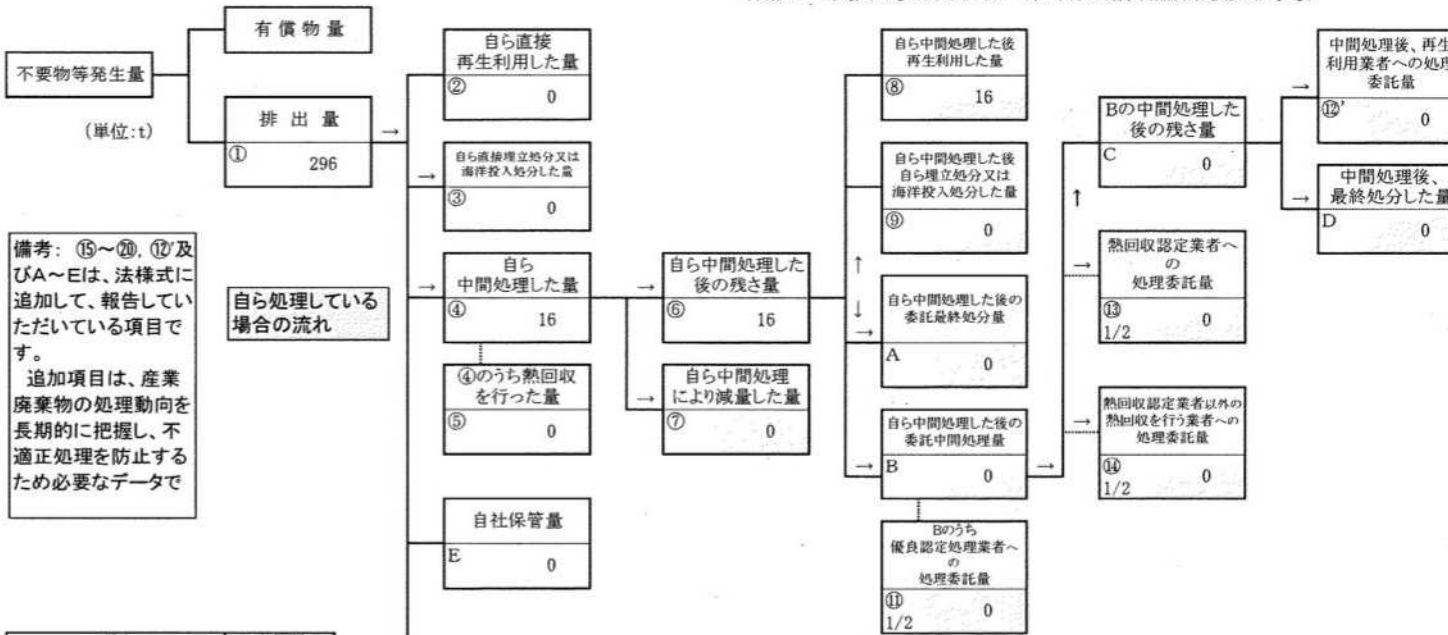 不要物等発生量
(単位:t)
有償物量
排出量
①
296
→
備考: ⑮~⑳, ⑫'及
びA~Eは、法様式に
追加して、報告してい
ただいている項目で
す。
追加項目は、産業
廃棄物の処理動向を
長期的に把握し、不
適正処理を防止する
ため必要なデータで
自ら処理している
場合の流れ
自ら直接
再生利用した量
②
0
→
自ら直接埋立処分又は
海洋投入処分した量
③
0
→
自ら
中間処理した量
④
16
④のうち熱回収
を行った量
⑤
0
自社保管量
E
0
→
自ら中間処理した
後の残さ量
⑥
16
→
自ら中間処理
により減量した量
⑦
0
自ら中間処理した後
再生利用した量
⑧
16
自ら中間処理した後
自ら埋立処分又は
海洋投入処分した量
⑨
0
↑
↓
→
自ら中間処理した後の
委託最終処分量
A
0
→
自ら中間処理した後の
委託中間処理量
B
0
→
Bのうち
優良認定処理業者へ
の
処理委託量
⑪
1/2
0
Bの中間処理した
後の残さ量
C
0
↑
→
熱回収認定業者へ
の
処理委託量
⑬
1/2
0
→
熱回収認定業者以外の
熱回収を行う業者への
処理委託量
⑭
1/2
0
→
中間処理後、再生
利用業者への処理
委託量
⑫'
0
→
中間処理後、
最終処分した量
D
0